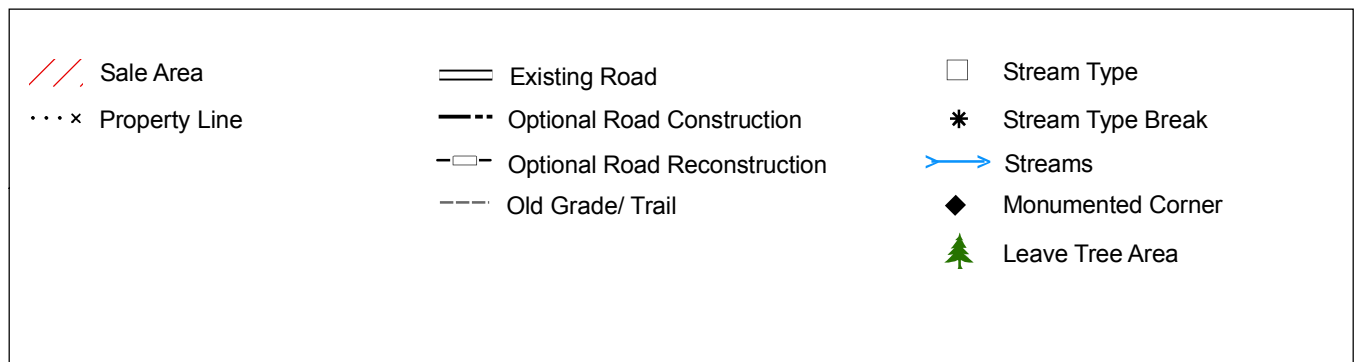 Sale Area
Property Line
Existing Road
Optional Road Construction
Optional Road Reconstruction
Old Grade/ Trail
Stream Type
Stream Type Break
Streams
Monumented Corner
Leave Tree Area